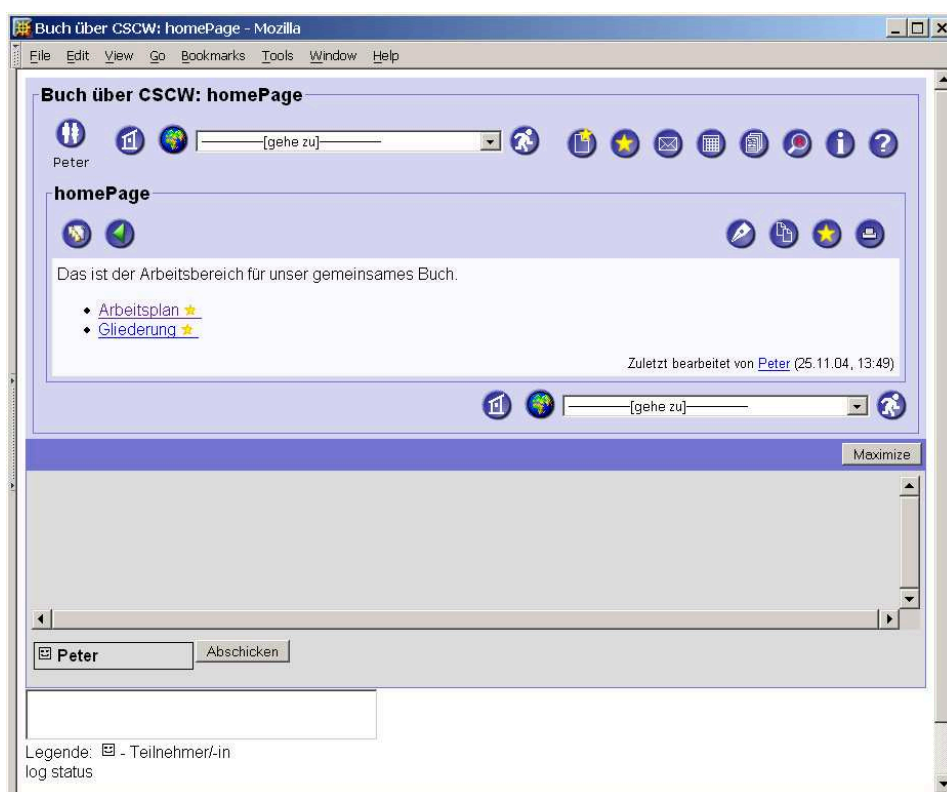 Buch über CSCW: homePage - Mozilla
File Edit View Go Bookmarks Tools Window Help
Buch über CSCW: homePage
Peter
[gehe zu]
homePage
Das ist der Arbeitsbereich für unser gemeinsames Buch.
Arbeitsplan
Gliederung
Zuletzt bearbeitet von Peter (25.11.04, 13:49)
[gehe zu]
Maximize
Peter Abschicken
Legende: - Teilnehmer/-in
log status